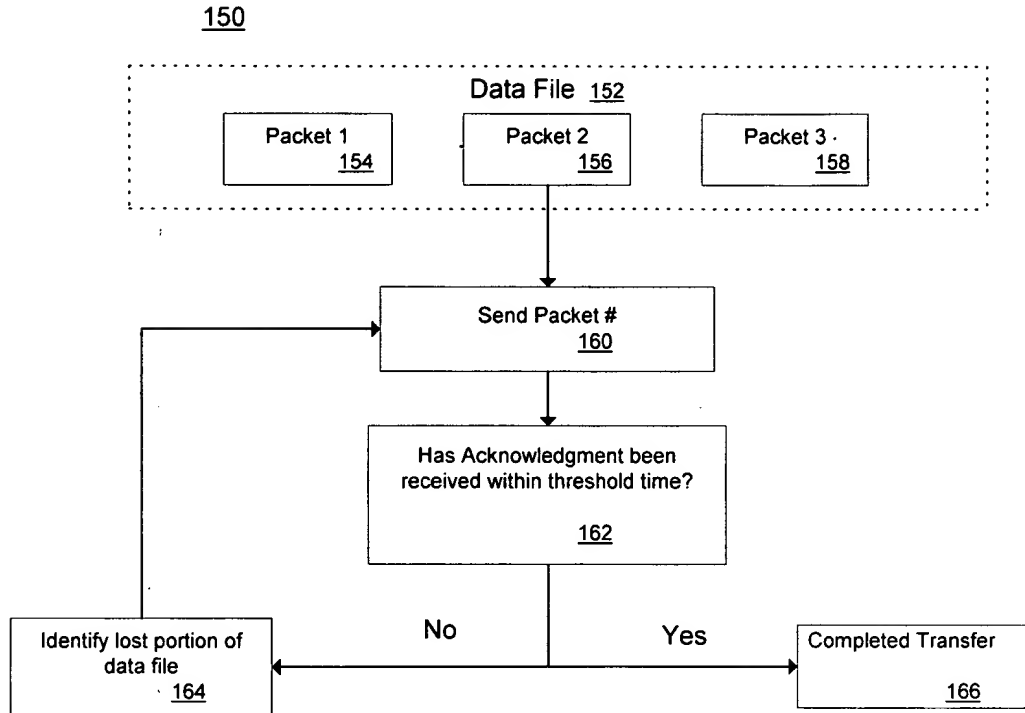 150
Data File 152
Packet 1
154
Packet 2
156
Packet 3
158
Send Packet #
160
Has Acknowledgment been
received within threshold time?
162
No
Yes
Identify lost portion of
data file
164
Completed Transfer
166